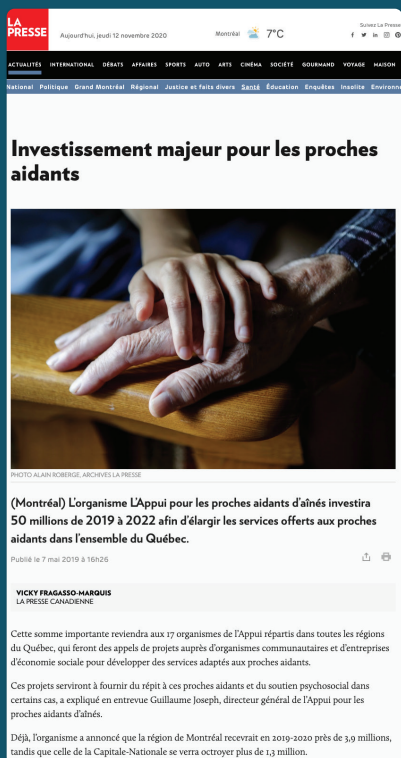 LA
PRESSE
Aujourd'hui, jeudi 12 novembre 2020
Montréal 7°C
Suivez La Presse
ACTUALITÉS INTERNATIONAL DÉBATS AFFAIRES SPORTS AUTO ARTS CINÉMA SOCIÉTÉ GOURMAND VOYAGE MAISON
National Politique Grand Montréal Régional Justice et faits divers Santé Éducation Enquêtes Insolite Environne
Investissement majeur pour les proches
aidants
PHOTO ALAIN ROBERGE, ARCHIVES LA PRESSE
(Montréal) L'organisme L'Appui pour les proches aidants d'aînés investira
50 millions de 2019 à 2022 afin d'élargir les services offerts aux proches
aidants dans l'ensemble du Québec.
Publié le 7 mai 2019 à 16h26
VICKY FRAGASSO-MARQUIS
LA PRESSE CANADIENNE
Cette somme importante reviendra aux 17 organismes de l'Appui répartis dans toutes les régions
du Québec, qui feront des appels de projets auprès d'organismes communautaires et d'entreprises
d'économie sociale pour développer des services adaptés aux proches aidants.
Ces projets serviront à fournir du répit à ces proches aidants et du soutien psychosocial dans
certains cas, a expliqué en entrevue Guillaume Joseph, directeur général de l'Appui pour les
proches aidants d'aînés.
Déjà, l'organisme a annoncé que la région de Montréal recevrait en 2019-2020 près de 3,9 millions,
tandis que celle de la Capitale-Nationale se verra octroyer plus de 1,3 million.